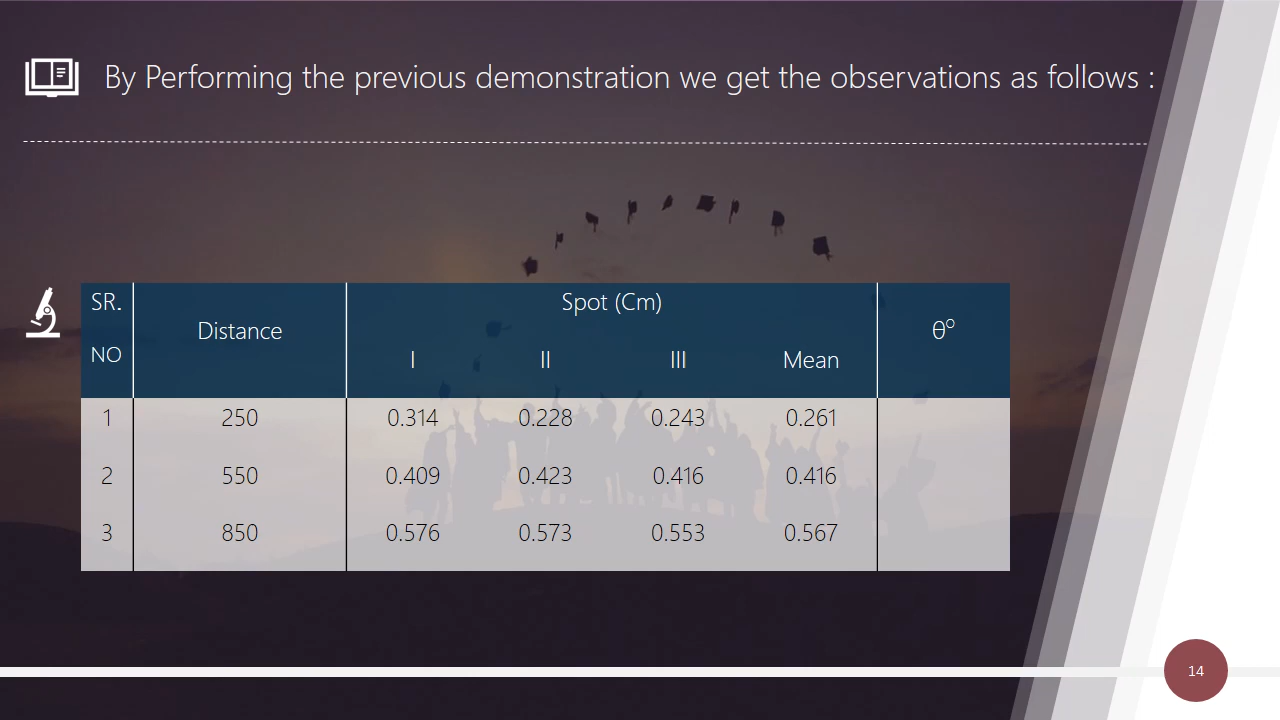 By Performing the previous demonstration we get the observations as follows :
SR. NO Distance Spot (Cm) θ⁰
I II III Mean
1 250 0.314 0.228 0.243 0.261
2 550 0.409 0.423 0.416 0.416
3 850 0.576 0.573 0.553 0.567
14